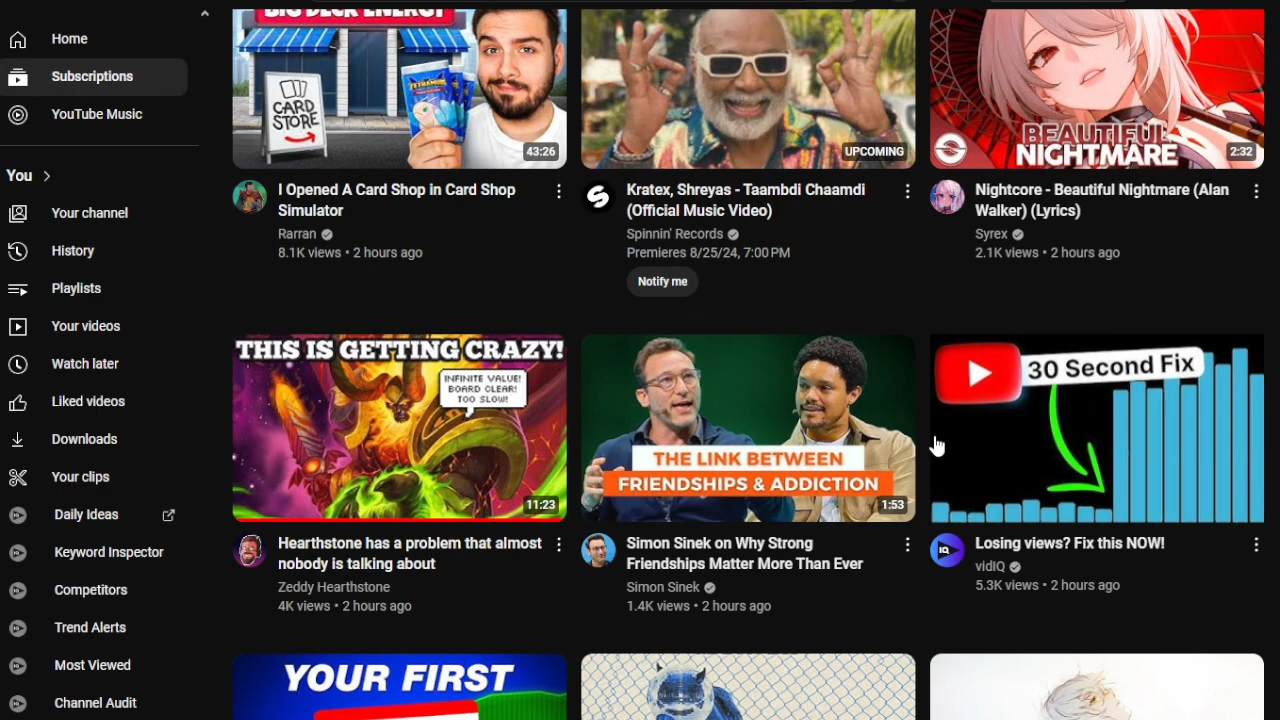 Home
Subscriptions
YouTube Music
You
Your channel
History
Playlists
Your videos
Watch later
Liked videos
Downloads
Your clips
Daily Ideas
Keyword Inspector
Competitors
Trend Alerts
Most Viewed
Channel Audit
BIG DECK ENERGY
CARD
STORE
43:26
I Opened A Card Shop in Card Shop
Simulator
Rarran
8.1K views • 2 hours ago
UPCOMING
Kratex, Shreyas - Taambdi Chaamdi
(Official Music Video)
Spinnin' Records
Premieres 8/25/24, 7:00 PM
Notify me
BEAUTIFUL
NIGHTMARE
2:32
Nightcore - Beautiful Nightmare (Alan
Walker) (Lyrics)
Syrex
2.1K views • 2 hours ago
THIS IS GETTING CRAZY!
INFINITE VALUE!
BOARD CLEAR!
TOO SLOW!
11:23
Hearthstone has a problem that almost
nobody is talking about
Zeddy Hearthstone
4K views • 2 hours ago
THE LINK BETWEEN
FRIENDSHIPS & ADDICTION
1:53
Simon Sinek on Why Strong
Friendships Matter More Than Ever
Simon Sinek
1.4K views • 2 hours ago
30 Second Fix
IQ
Losing views? Fix this NOW!
vidIQ
5.3K views • 2 hours ago
YOUR FIRST